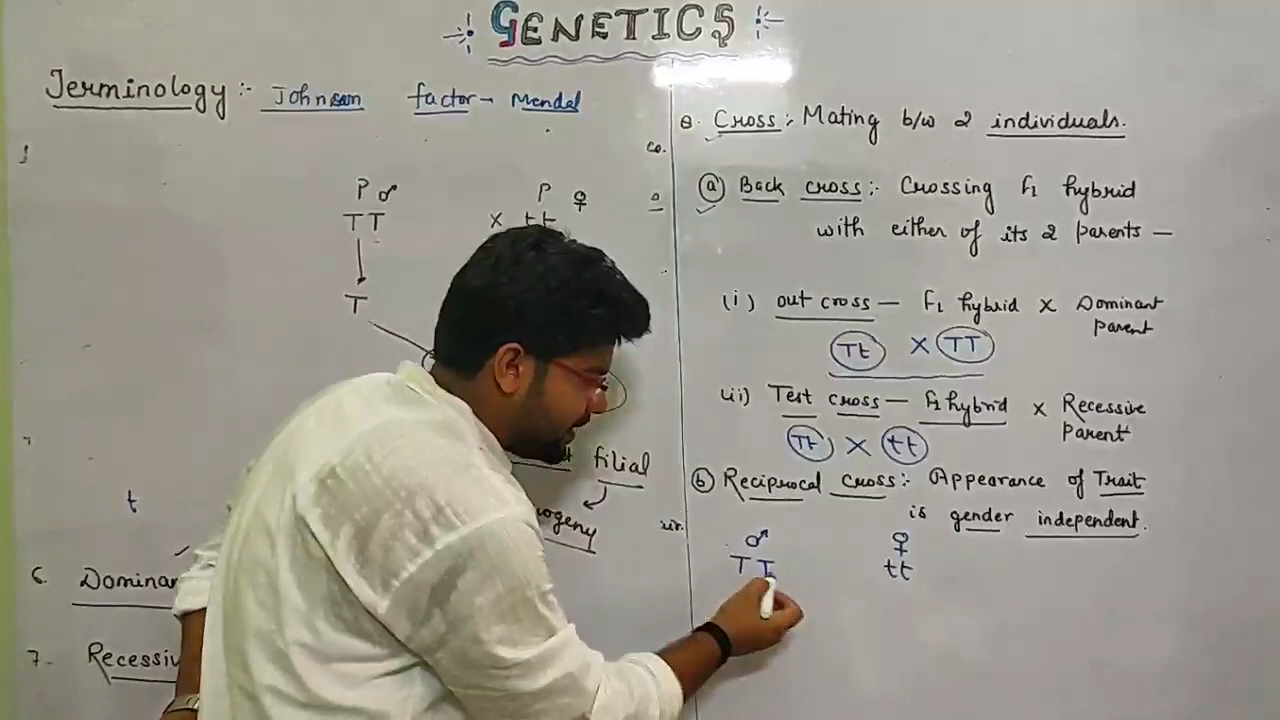 GENETICS
Terminology :- Johnson factor - Mendal
P ♂ P ♀
TT X tt
T
filial
t
6. Dominan
7. Recessiv
8. Cross :- Mating b/w 2 individuals.
(a) Back cross :- Crossing F1 hybrid
with either of its 2 parents —
(i) out cross — F1 hybrid X Dominant
Parent
Tt X TT
(ii) Test cross — F1 hybrid X Recessive
Parent
Tt X tt
(b) Reciprocal cross :- Appearance of Trait
is gender independent.
♂ ♀
TT tt